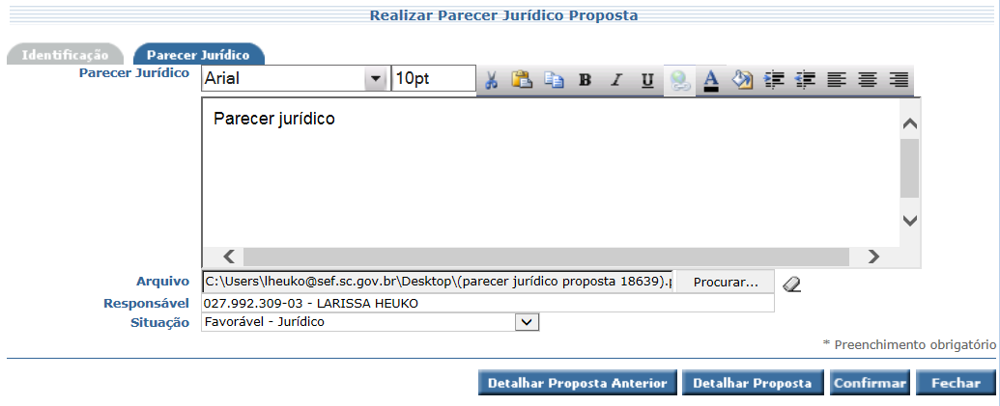 Realizar Parecer Jurídico Proposta
Identificação Parecer Jurídico
Parecer Jurídico Arial 10pt B I U A
Parecer jurídico
Arquivo C:\Users\lheuko@sef.sc.gov.br\Desktop\(parecer jurídico proposta 18639).p Procurar...
Responsável 027.992.309-03 - LARISSA HEUKO
Situação Favorável - Jurídico
* Preenchimento obrigatório
Detalhar Proposta Anterior Detalhar Proposta Confirmar Fechar